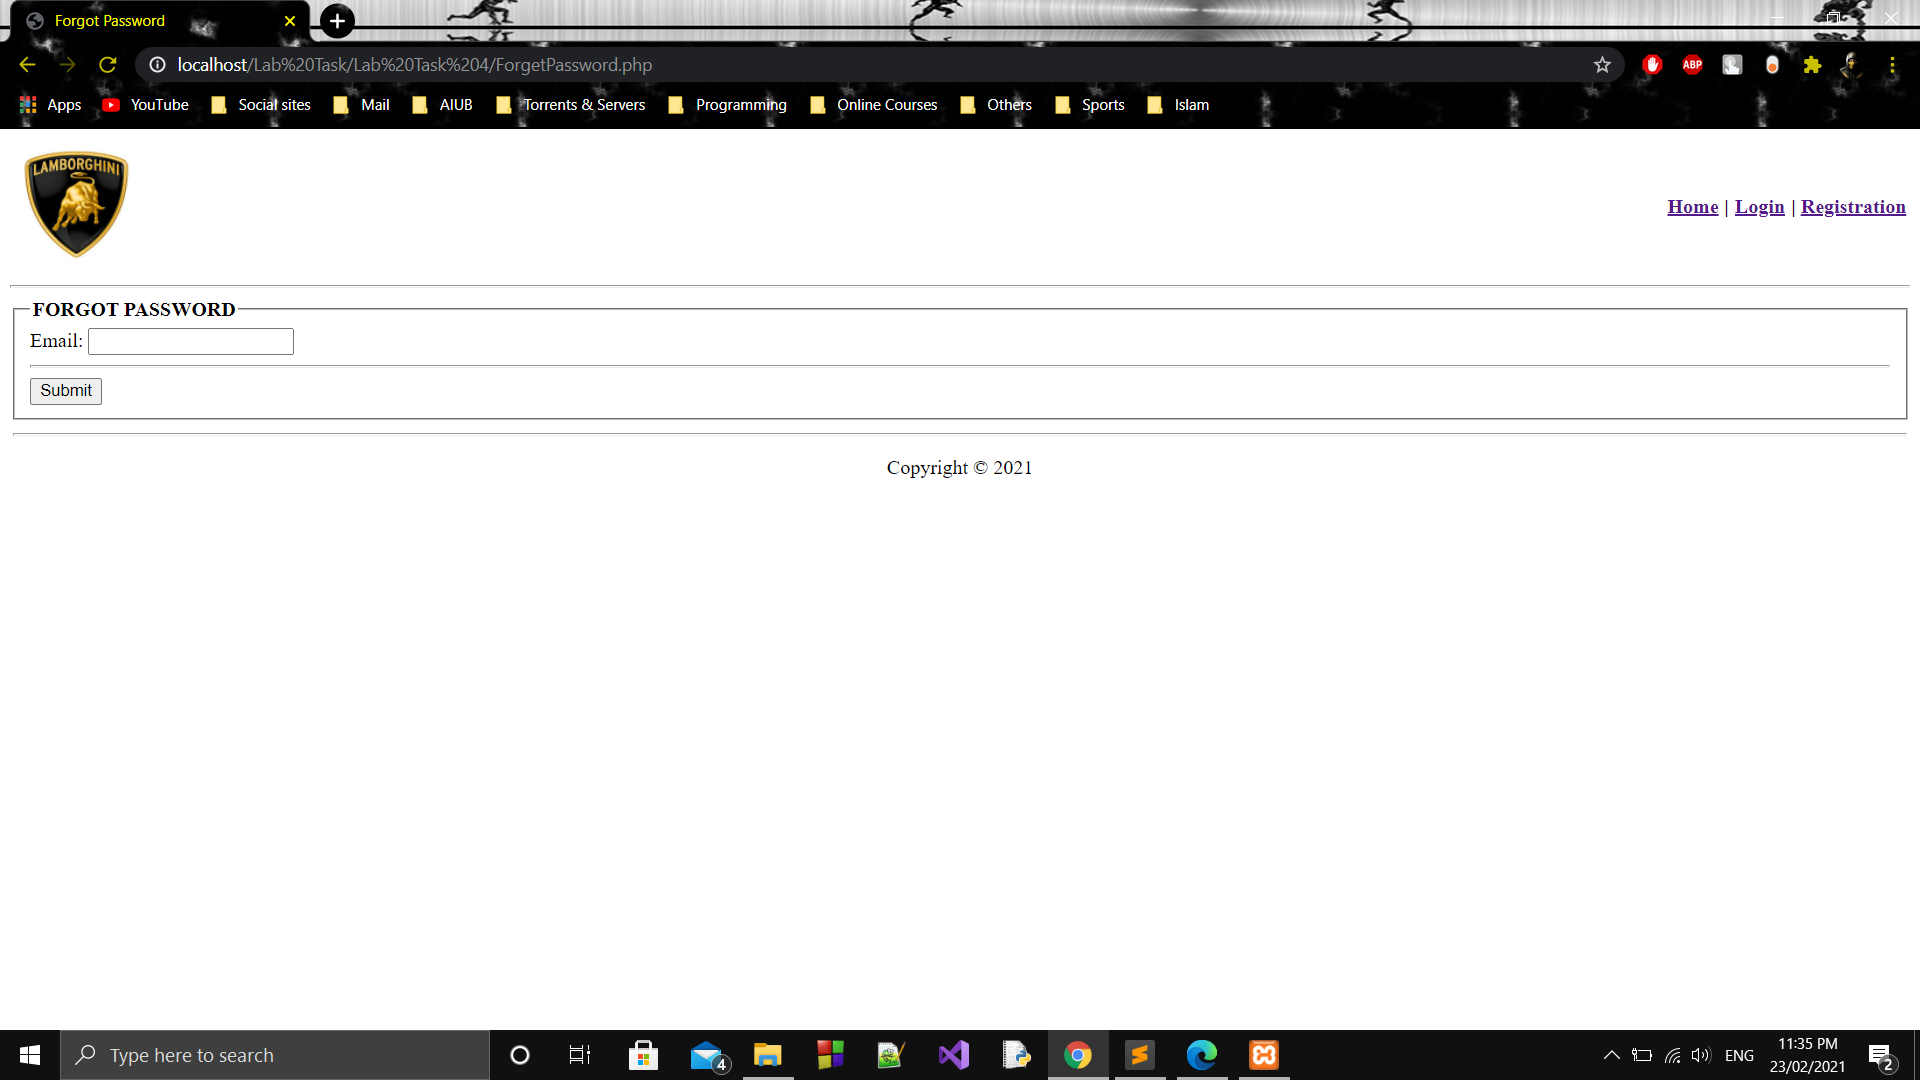 Forgot Password
localhost/Lab%20Task/Lab%20Task%204/ForgetPassword.php
ABP
Apps YouTube Social sites Mail AIUB Torrents & Servers Programming Online Courses Others Sports Islam
LAMBORGHINI
Home | Login | Registration
FORGOT PASSWORD
Email:
Submit
Copyright © 2021
Type here to search
4
ENG
11:35 PM
23/02/2021
2